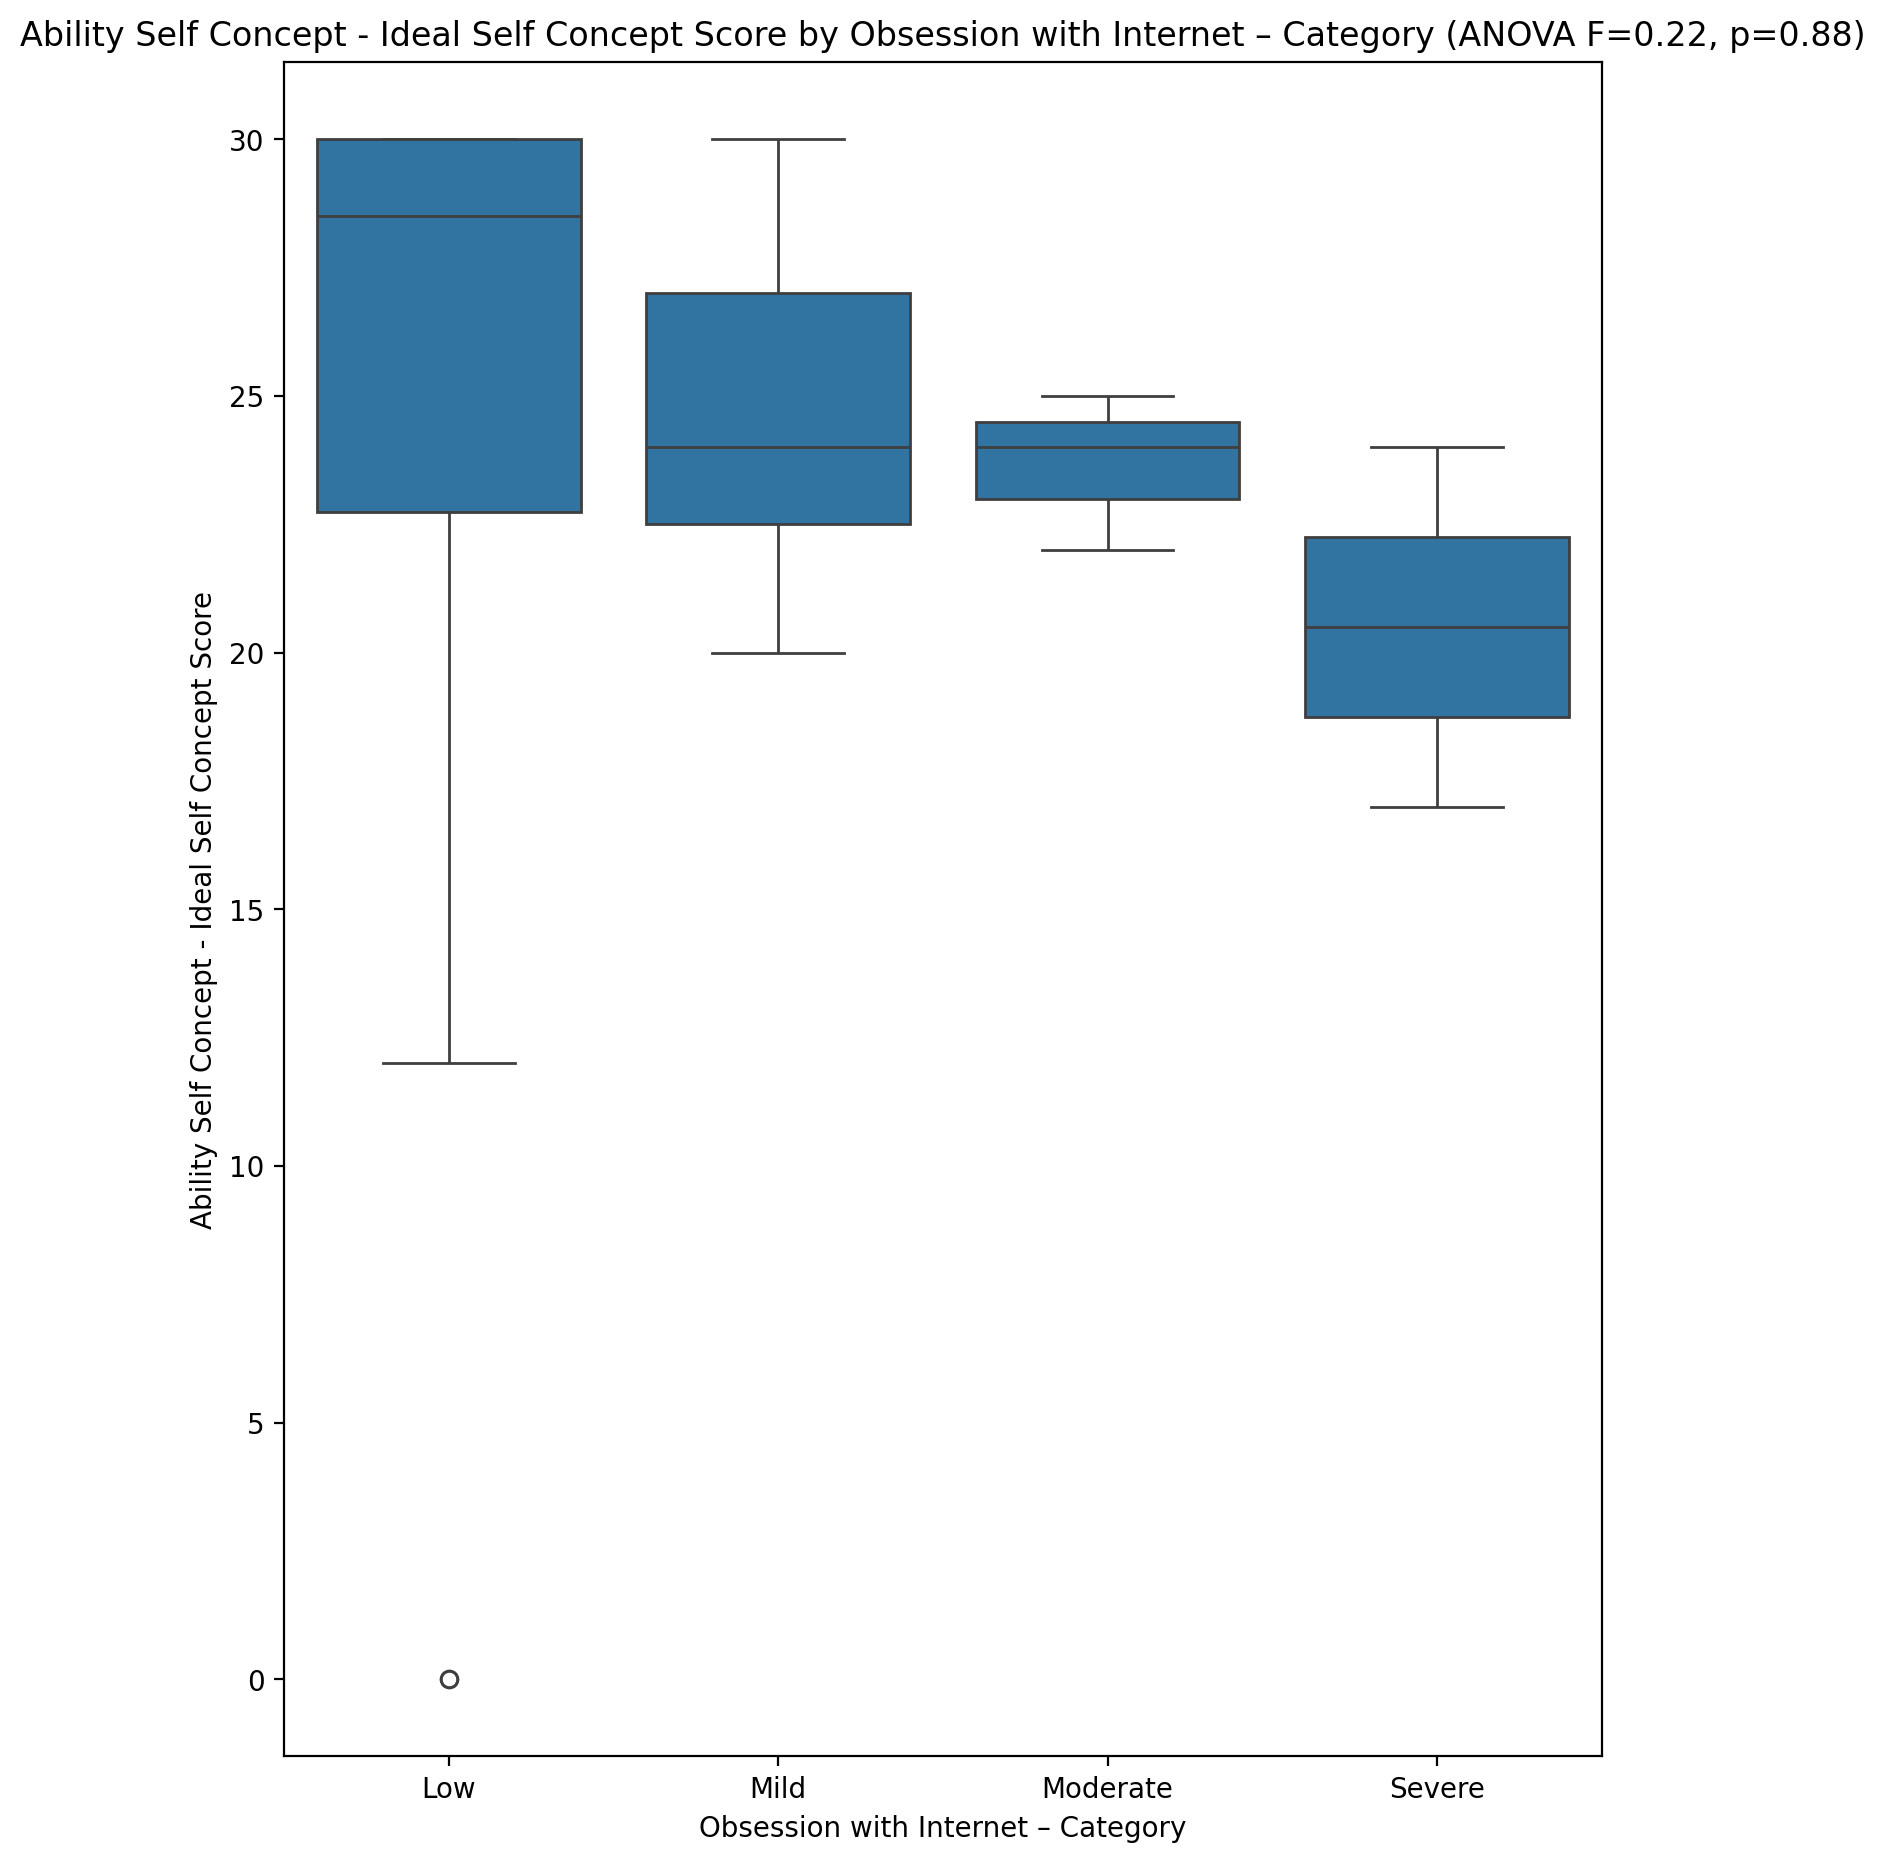 Ability Self Concept - Ideal Self Concept Score by Obsession with Internet – Category (ANOVA F=0.22, p=0.88)
Ability Self Concept - Ideal Self Concept Score
30
25
20
15
10
5
0
Low Mild Moderate Severe
Obsession with Internet – Category